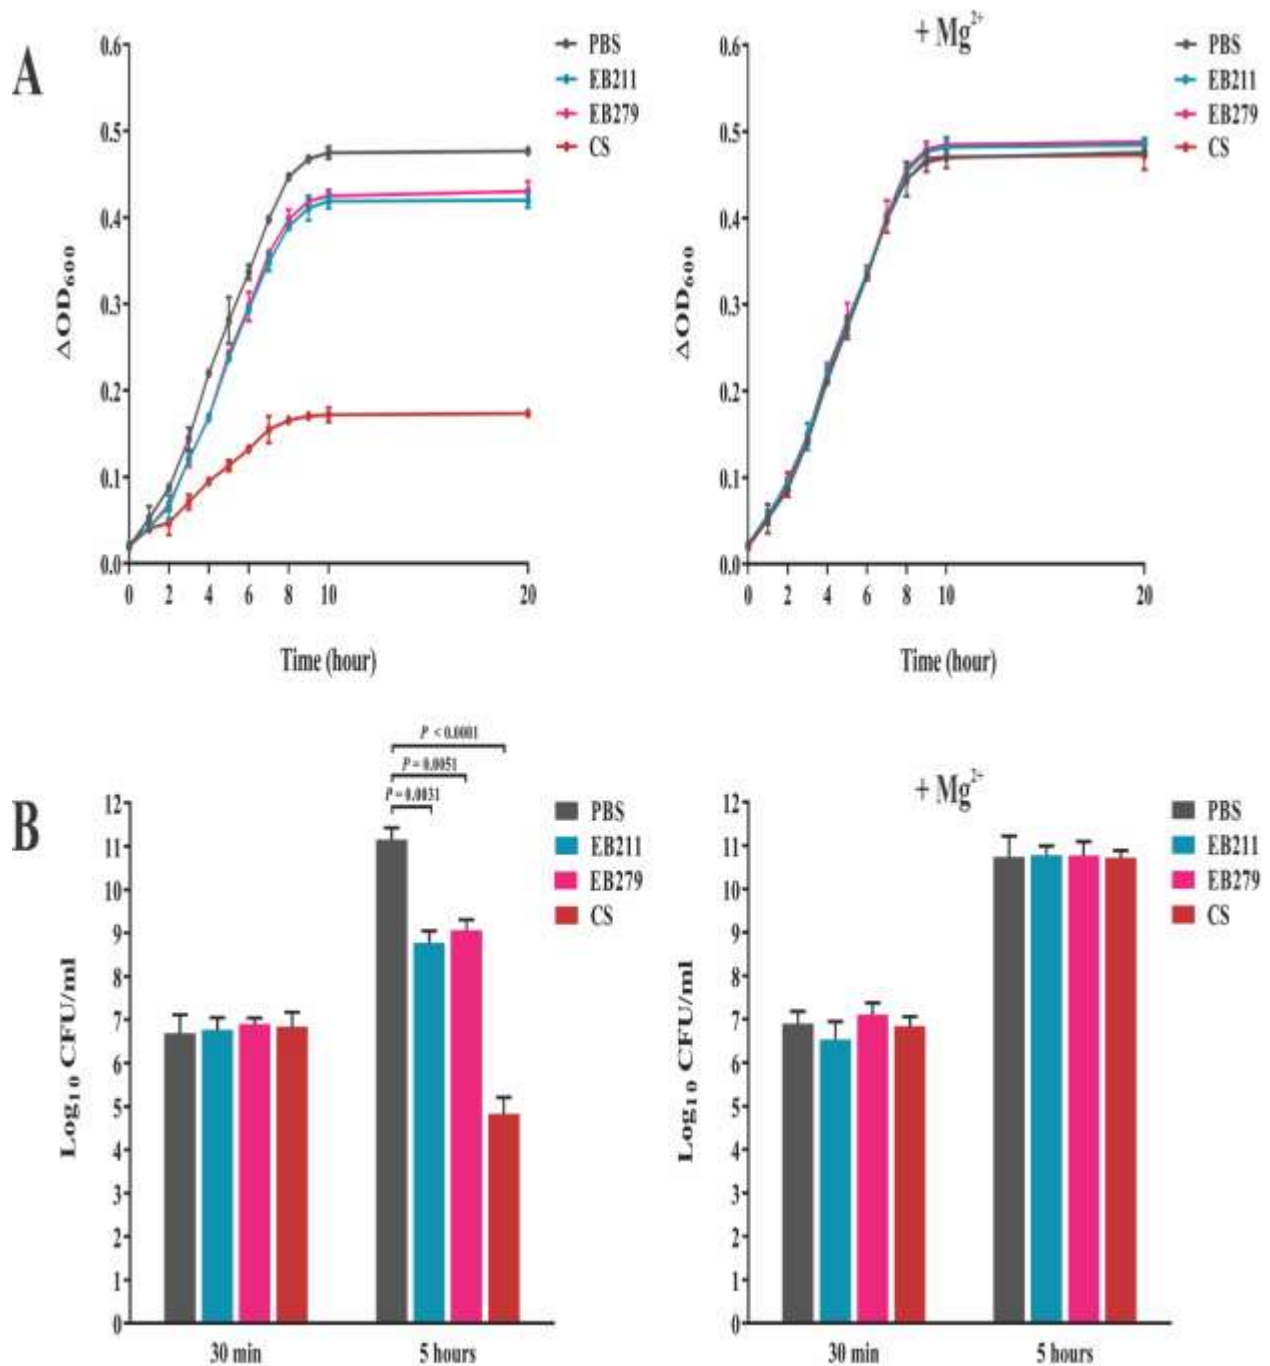 A
+ Mg²⁺
0.6
0.5
0.4
0.3
0.2
0.1
0.0
ΔOD₆₀₀
0
2
4
6
8
10
20
Time (hour)
PBS
EB211
EB279
CS
0.6
0.5
0.4
0.3
0.2
0.1
0.0
ΔOD₆₀₀
0
2
4
6
8
10
20
Time (hour)
PBS
EB211
EB279
CS
B
P < 0.0001
P = 0.0051
P = 0.0031
12
11
10
9
8
7
6
5
4
3
2
1
0
Log₁₀ CFU/ml
30 min
5 hours
PBS
EB211
EB279
CS
+ Mg²⁺
12
11
10
9
8
7
6
5
4
3
2
1
0
Log₁₀ CFU/ml
30 min
5 hours
PBS
EB211
EB279
CS